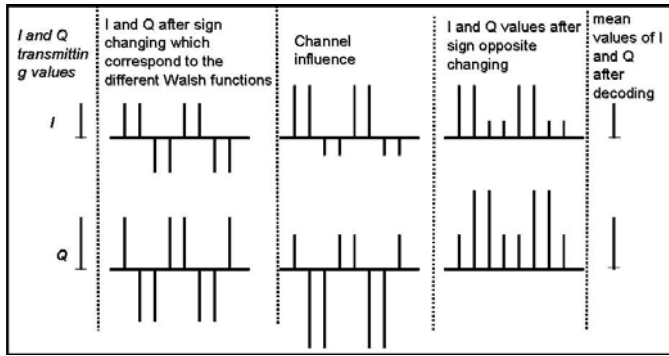 I and Q
transmittin
g values
I and Q after sign
changing which
correspond to the
different Walsh functions
Channel
influence
I and Q values after
sign opposite
changing
mean
values of I
and Q
after
decoding
I
Q